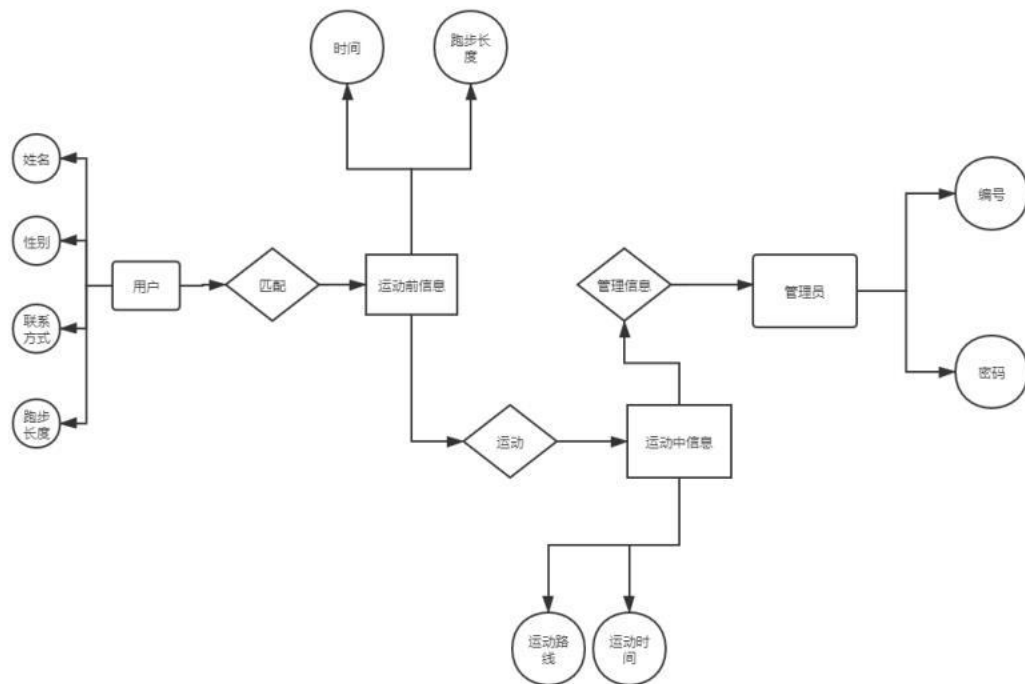 时间
跑步长
度
姓名
性别
用户
匹配
运动前信息
联系
方式
跑步
长度
管理信息
管理员
编号
密码
运动
运动中信息
运动路
线
运动时
间